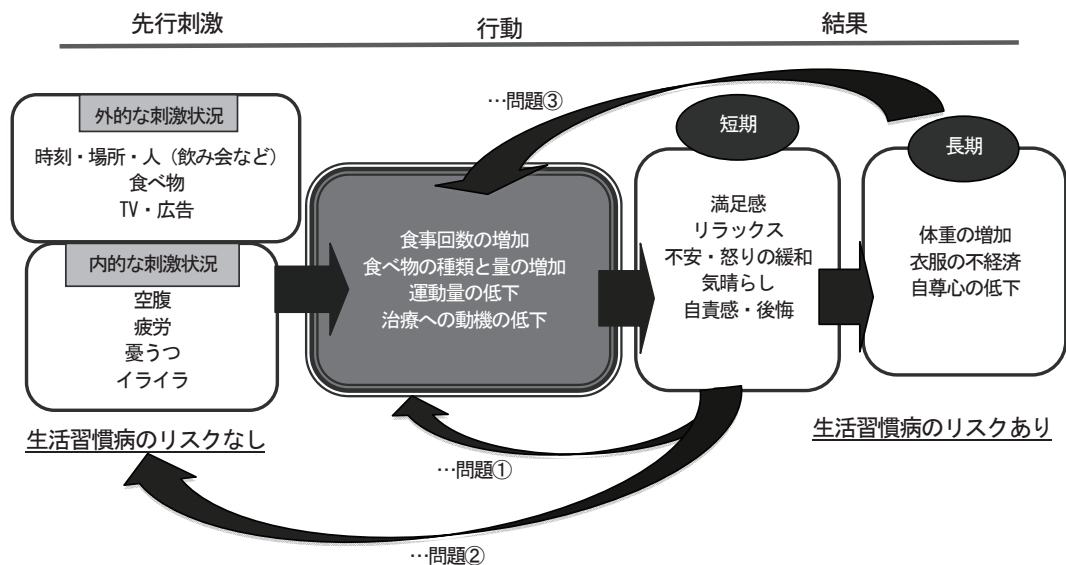 先行刺激
行動
結果
外的な刺激状況
時刻・場所・人（飲み会など）
食べ物
TV・広告
内的な刺激状況
空腹
疲労
憂うつ
イライラ
生活習慣病のリスクなし
食事回数の増加
食べ物の種類と量の増加
運動量の低下
治療への動機の低下
…問題③
短期
満足感
リラックス
不安・怒りの緩和
気晴らし
自責感・後悔
長期
体重の増加
衣服の不経済
自尊心の低下
生活習慣病のリスクあり
…問題①
…問題②